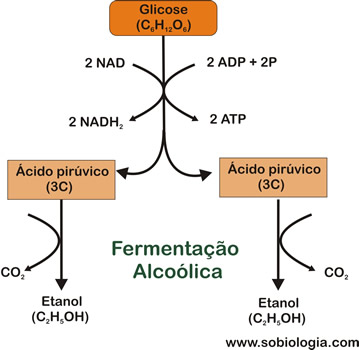 Glicose
(C₆H₁₂O₆)
2 NAD
2 ADP + 2P
2 NADH₂
2 ATP
Ácido pirúvico
(3C)
Ácido pirúvico
(3C)
CO₂
Fermentação
Alcoólica
CO₂
Etanol
(C₂H₅OH)
Etanol
(C₂H₅OH)
www.sobiologia.com